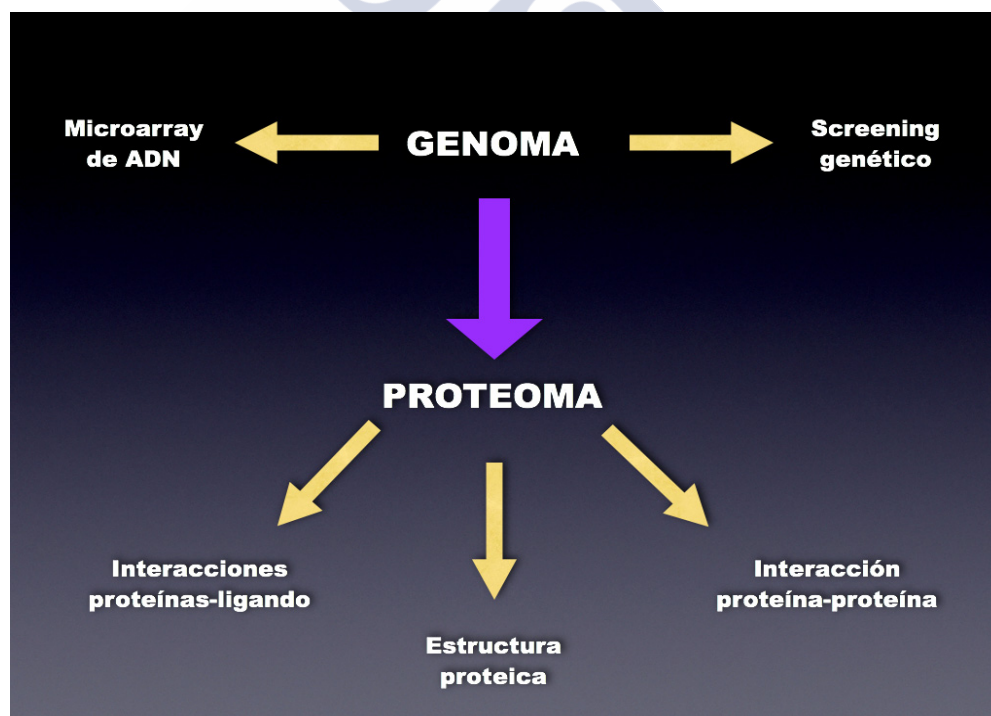 Microarray
de ADN
GENOMA
Screening
genético
PROTEOMA
Interacciones
proteínas-ligando
Estructura
proteica
Interacción
proteína-proteína